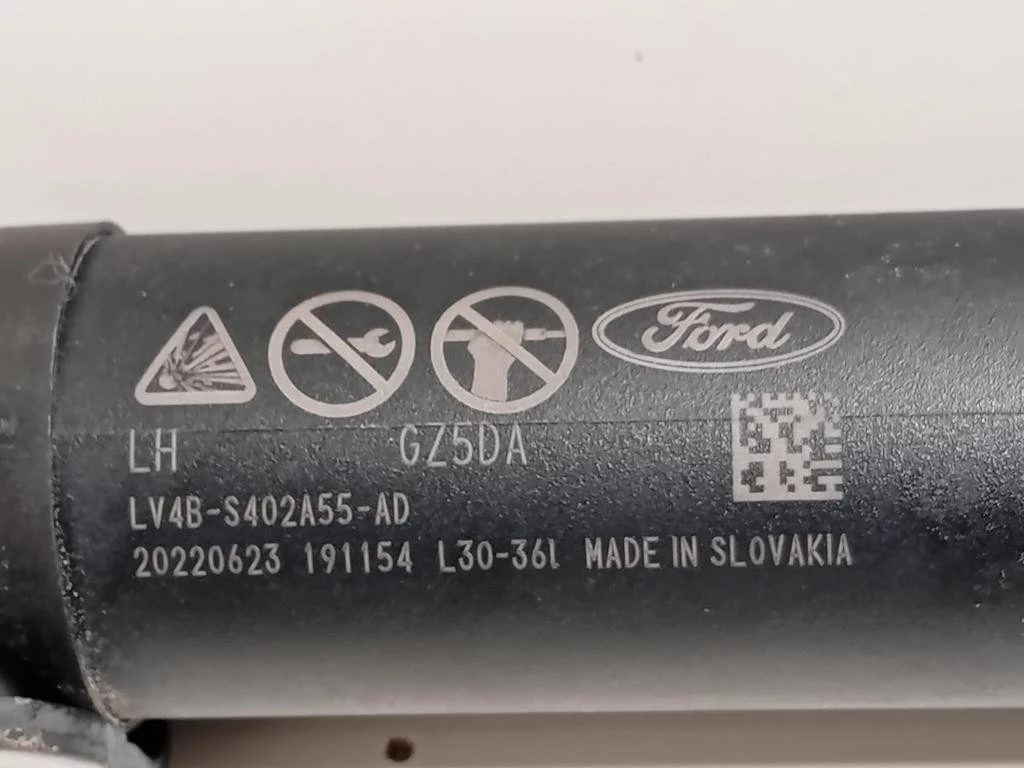 Ford
LH GZ5DA
LV4B-S402A55-AD
20220623 191154 L30-36l MADE IN SLOVAKIA